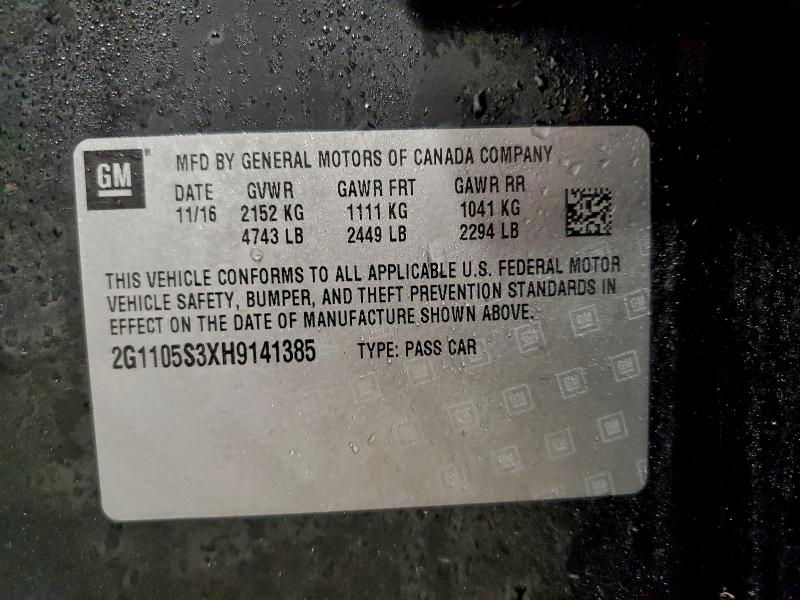 GM
MFD BY GENERAL MOTORS OF CANADA COMPANY
DATE GVWR GAWR FRT GAWR RR
11/16 2152 KG 1111 KG 1041 KG
4743 LB 2449 LB 2294 LB
THIS VEHICLE CONFORMS TO ALL APPLICABLE U.S. FEDERAL MOTOR
VEHICLE SAFETY, BUMPER, AND THEFT PREVENTION STANDARDS IN
EFFECT ON THE DATE OF MANUFACTURE SHOWN ABOVE.
2G1105S3XH9141385 TYPE: PASS CAR